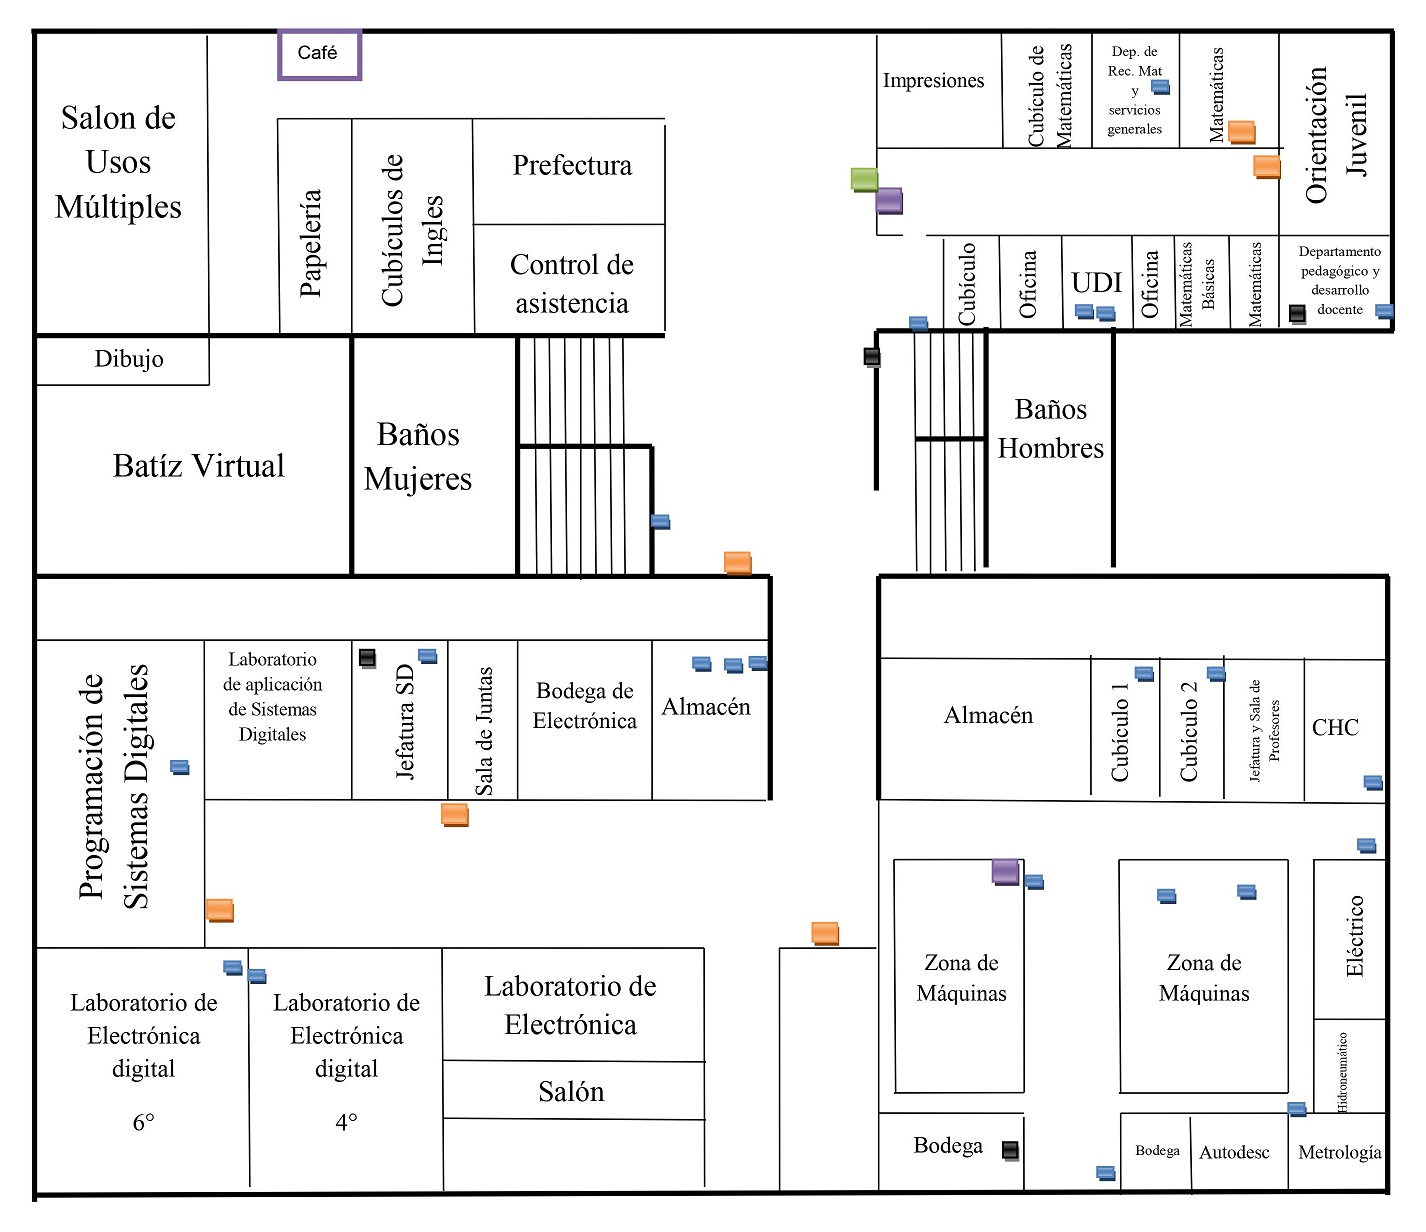 Café
Salon de
Usos
Múltiples
Papelería
Cubículos de
Ingles
Prefectura
Control de
asistencia
Impresiones
Cubículo de
Matemáticas
Dep. de
Rec. Mat
y
servicios
generales
Matemáticas
Orientación
Juvenil
Cubículo
Oficina
UDI
Oficina
Matemáticas
Básicas
Matemáticas
Departamento
pedagógico y
desarrollo
docente
Dibujo
Batíz Virtual
Baños
Mujeres
Baños
Hombres
Programación de
Sistemas Digitales
Laboratorio
de aplicación
de Sistemas
Digitales
Jefatura SD
Sala de Juntas
Bodega de
Electrónica
Almacén
Almacén
Cubículo 1
Cubículo 2
Jefatura y Sala de
Profesores
CHC
Laboratorio de
Electrónica
digital
6°
Laboratorio de
Electrónica
digital
4°
Laboratorio de
Electrónica
Salón
Zona de
Máquinas
Zona de
Máquinas
Eléctrico
Hidroneumático
Bodega
Bodega
Autodesc
Metrología